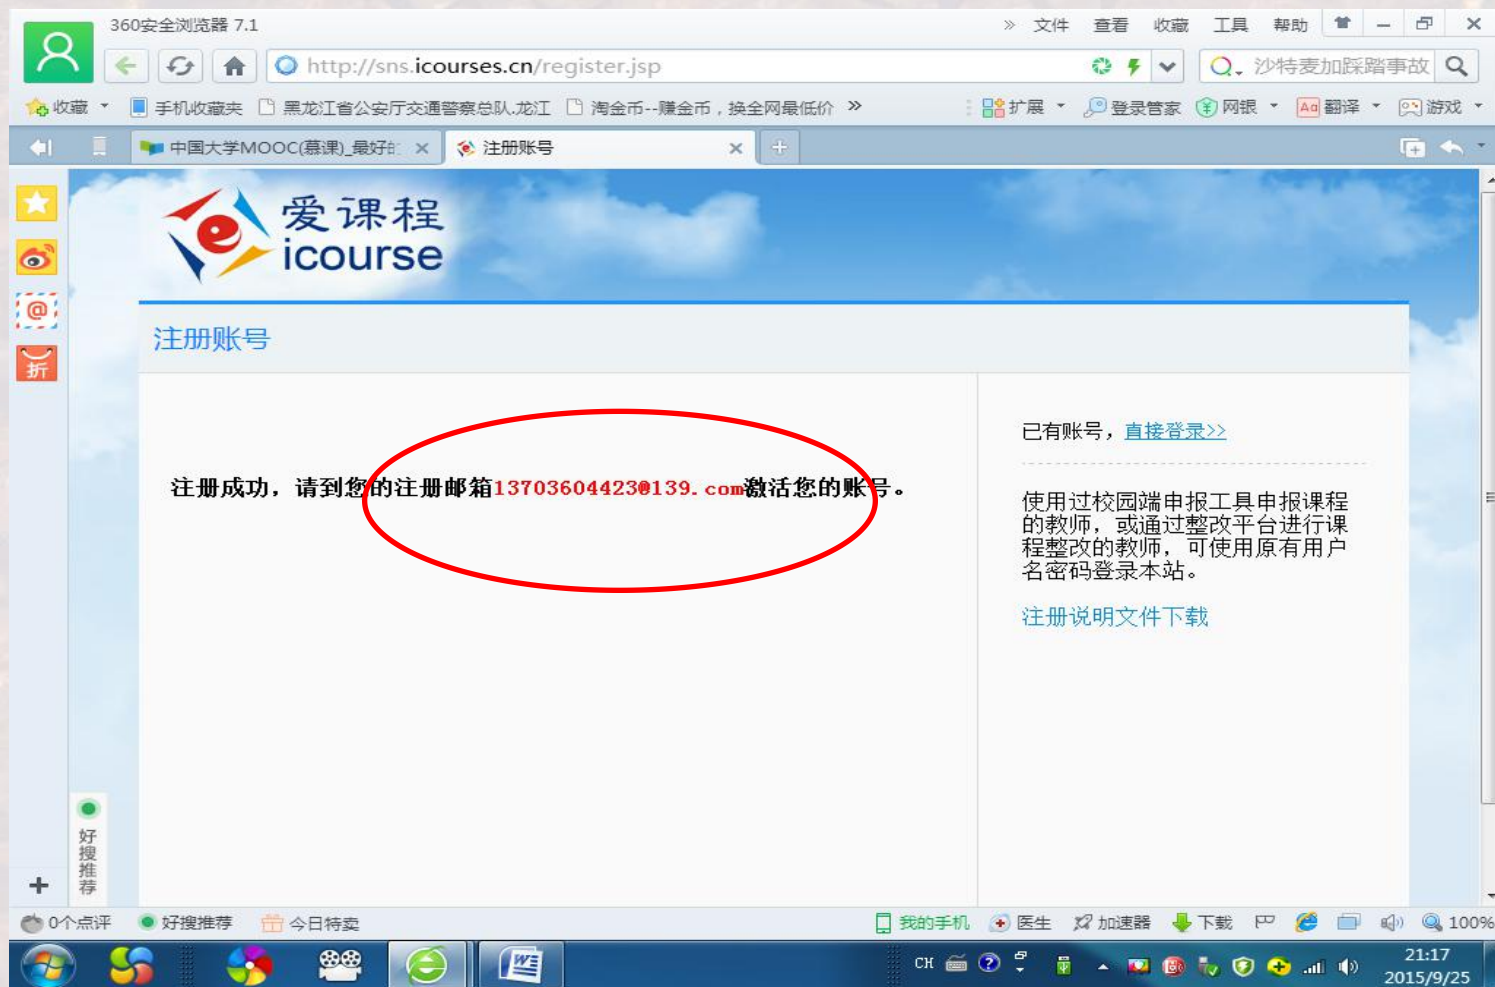 360安全浏览器 7.1
» 文件 查看 收藏 工具 帮助
http://sns.icourses.cn/register.jsp
沙特麦加踩踏事故
收藏 手机收藏夹 黑龙江省公安厅交通警察总队.龙江 淘金币--赚金币，换全网最低价 »
扩展 登录管家 网银 翻译 游戏
中国大学MOOC(慕课)_最好的 注册账号
爱课程
icourse
@
折
注册账号
注册成功，请到您的注册邮箱13703604423@139.com激活您的账号。
已有账号，直接登录>>
使用过校园端申报工具申报课程
的教师，或通过整改平台进行课
程整改的教师，可使用原有用户
名密码登录本站。
注册说明文件下载
好搜推荐
0个点评 好搜推荐 今日特卖
我的手机 医生 加速器 下载 100%
CH
21:17
2015/9/25